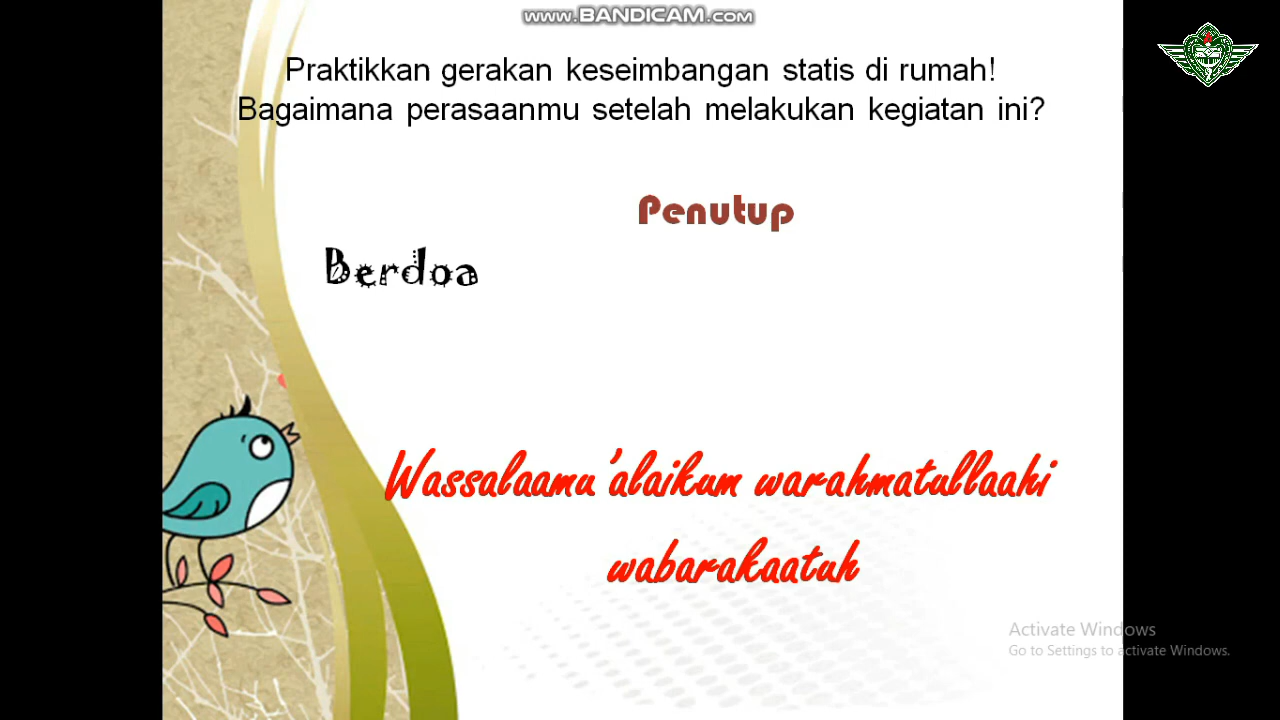 www.BANDICAM.com
Praktikkan gerakan keseimbangan statis di rumah!
Bagaimana perasaanmu setelah melakukan kegiatan ini?
Penutup
Berdoa
Wassalaamu'alaikum warahmatullaahi
wabarakaatuh
Activate Windows
Go to Settings to activate Windows.